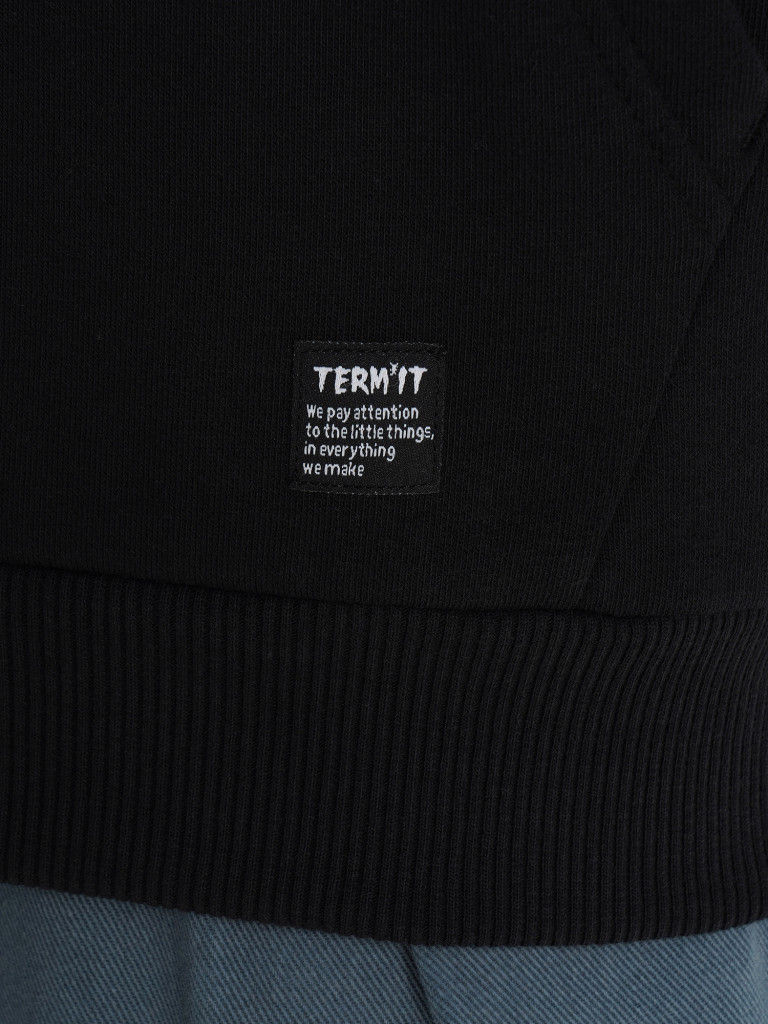 TERM*IT
We pay attention
to the little things,
in everything
we make